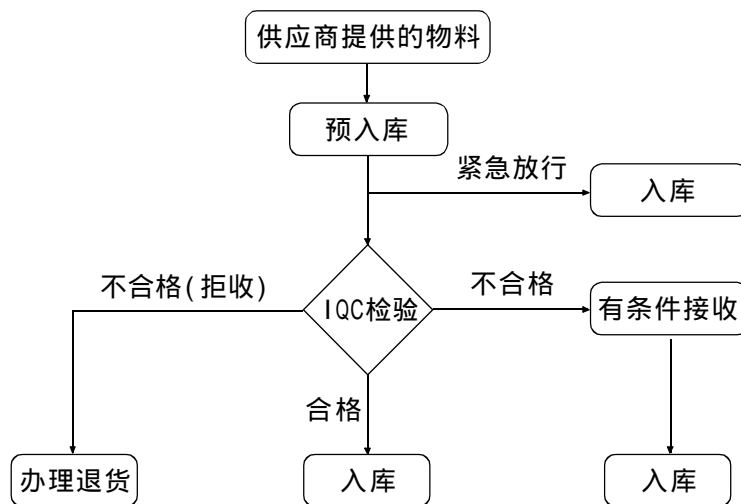 供应商提供的物料
预入库
紧急放行
入库
不合格(拒收)
IQC检验
不合格
有条件接收
合格
办理退货
入库
入库